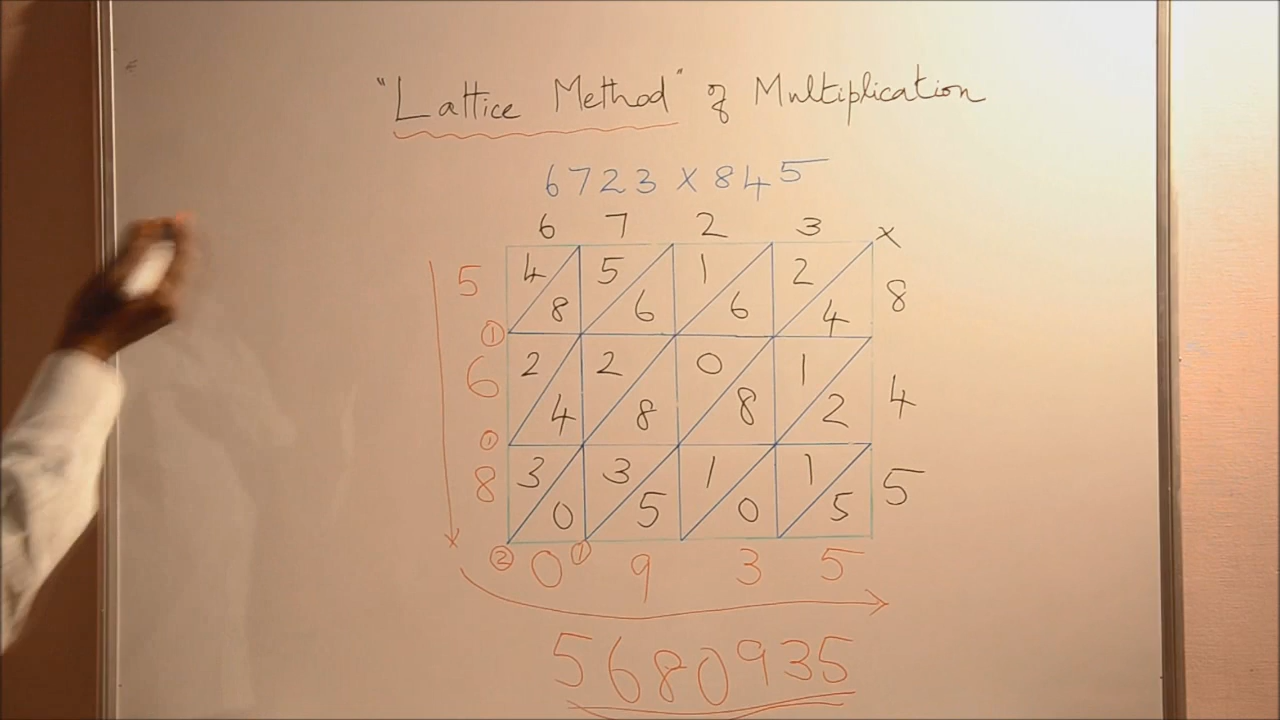 "Lattice Method" of Multiplication
6723 X 845
6 7 2 3 X
5 4 5 1 2 8
8 6 6 4
①
6 2 2 0 1 4
4 8 8 2
①
8 3 3 1 1 5
0 5 0 5
② 0 ① 9 3 5
5680935